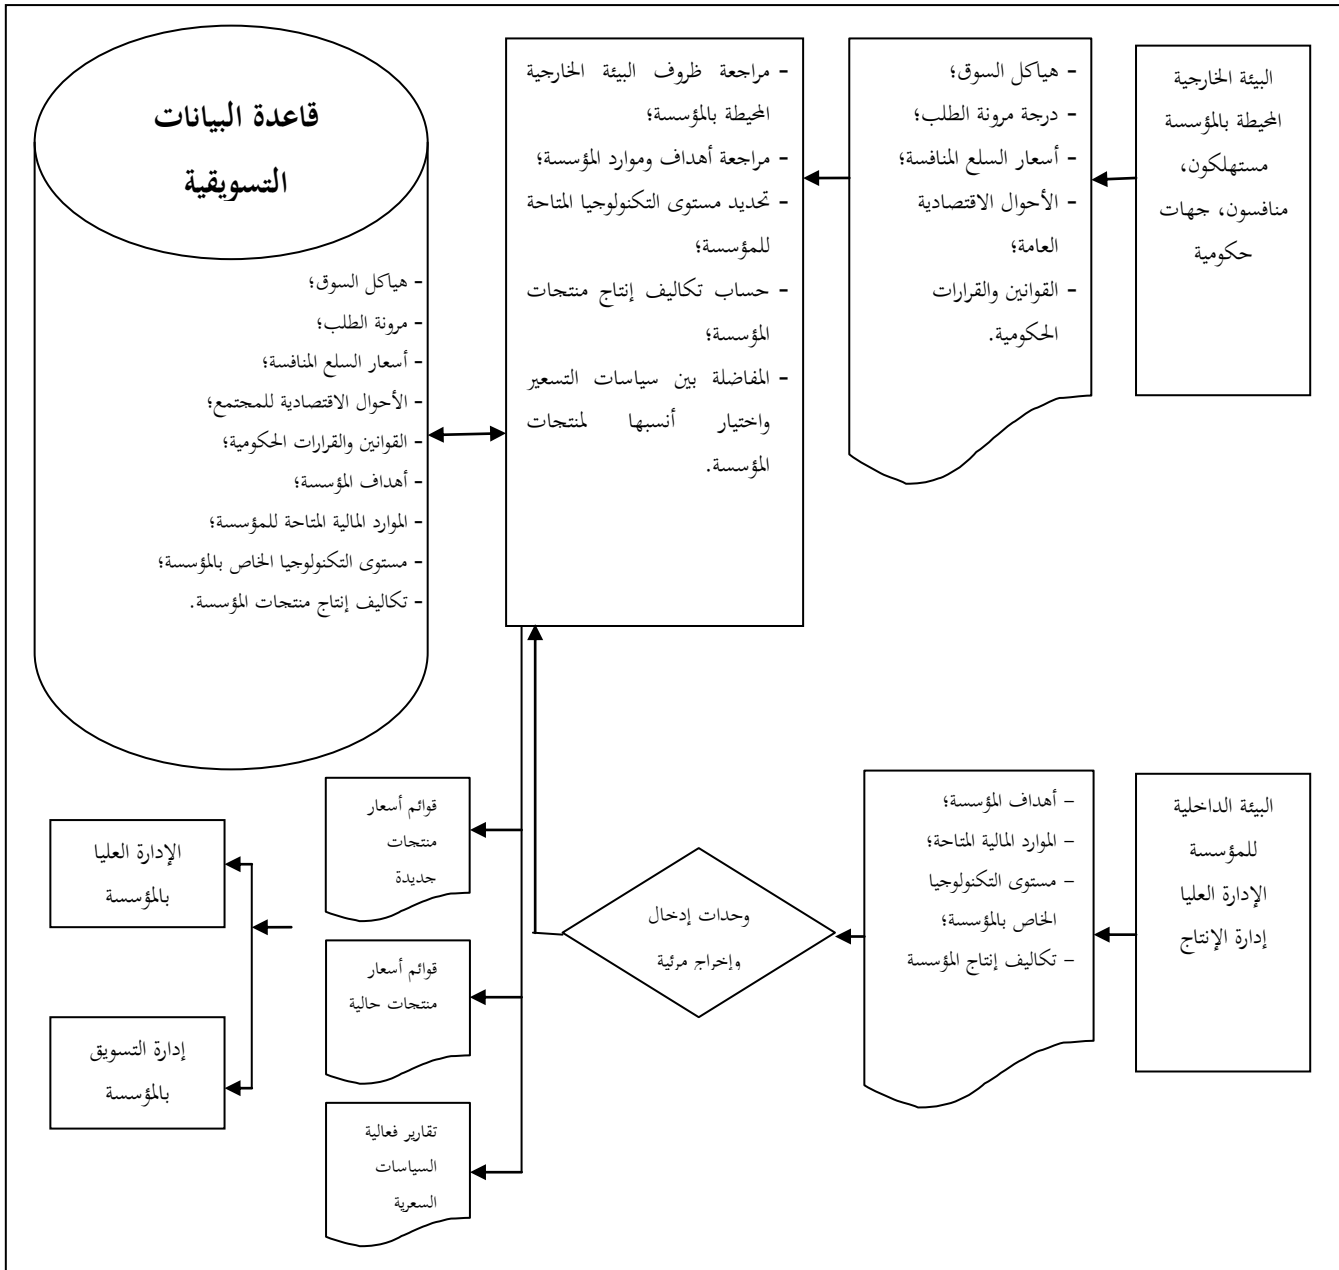 البيئة الخارجية
المحيطة بالمؤسسة
مستهلكون،
منافسون، جهات
حكومية
- هياكل السوق؛
- درجة مرونة الطلب؛
- أسعار السلع المنافسة؛
- الأحوال الاقتصادية
العامة؛
- القوانين والقرارات
الحكومية.
- مراجعة ظروف البيئة الخارجية
المحيطة بالمؤسسة؛
- مراجعة أهداف وموارد المؤسسة؛
- تحديد مستوى التكنولوجيا المتاحة
للمؤسسة؛
- حساب تكاليف إنتاج منتجات
المؤسسة؛
- المفاضلة بين سياسات التسعير
واختيار أنسبها لمنتجات
المؤسسة.
قاعدة البيانات
التسويقية
- هياكل السوق؛
- مرونة الطلب؛
- أسعار السلع المنافسة؛
- الأحوال الاقتصادية للمجتمع؛
- القوانين والقرارات الحكومية؛
- أهداف المؤسسة؛
- الموارد المالية المتاحة للمؤسسة؛
- مستوى التكنولوجيا الخاص بالمؤسسة؛
- تكاليف إنتاج منتجات المؤسسة.
البيئة الداخلية
للمؤسسة
الإدارة العليا
إدارة الإنتاج
– أهداف المؤسسة؛
– الموارد المالية المتاحة؛
– مستوى التكنولوجيا
الخاص بالمؤسسة؛
– تكاليف إنتاج المؤسسة
وحدات إدخال
وإخراج مرئية
قوائم أسعار
منتجات
جديدة
قوائم أسعار
منتجات حالية
تقارير فعالية
السياسات
السعرية
الإدارة العليا
بالمؤسسة
إدارة التسويق
بالمؤسسة